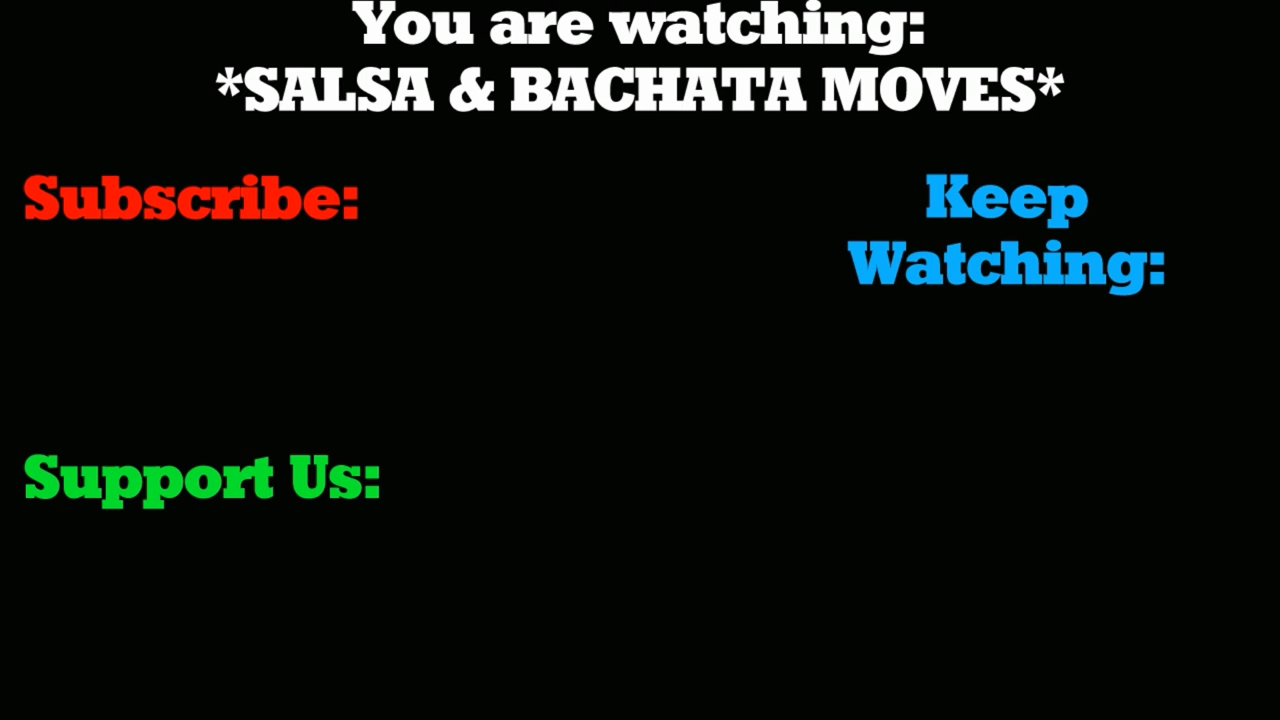 You are watching:
*SALSA & BACHATA MOVES*
Subscribe:
Keep
Watching:
Support Us: